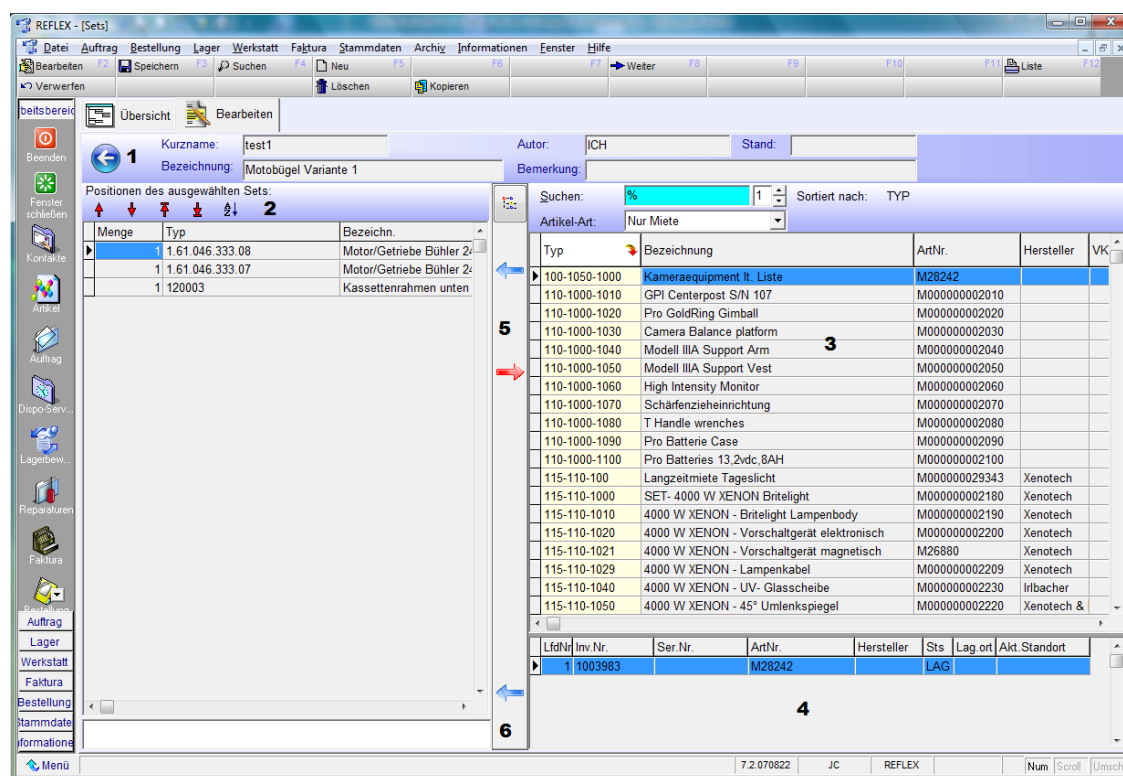 REFLEX - [Sets]
Datei Auftrag Bestellung Lager Werkstatt Faktura Stammdaten Archiv Informationen Fenster Hilfe
Bearbeiten F2 Speichern F3 Suchen F4 Neu F5 F6 F7 Weiter F8 F9 F10 F11 Liste F12
Verwerfen Löschen Kopieren
beitsbereic Übersicht Bearbeiten
Beenden
Fenster schließen
Kontakte
Artikel
Auftrag
Dispo-Serv...
Lagerbew...
Reparaturen
Faktura
Bestellung
Auftrag
Lager
Werkstatt
Faktura
Bestellung
Stammdate
nformatione
Menü
1 Kurzname: test1 Autor: ICH Stand:
Bezeichnung: Motobügel Variante 1 Bemerkung:
Positionen des ausgewählten Sets:
2
Menge Typ Bezeichn.
1 1.61.046.333.08 Motor/Getriebe Bühler 24
1 1.61.046.333.07 Motor/Getriebe Bühler 24
1 120003 Kassettenrahmen unten
5
6
Suchen: % 1 Sortiert nach: TYP
Artikel-Art: Nur Miete
Typ Bezeichnung ArtNr. Hersteller VK
100-1050-1000 Kameraequipment lt. Liste M28242
110-1000-1010 GPI Centerpost S/N 107 M000000002010
110-1000-1020 Pro GoldRing Gimball M000000002020
110-1000-1030 Camera Balance platform M000000002030
110-1000-1040 Modell IIIA Support Arm 3 M000000002040
110-1000-1050 Modell IIIA Support Vest M000000002050
110-1000-1060 High Intensity Monitor M000000002060
110-1000-1070 Schärfenzieheinrichtung M000000002070
110-1000-1080 T Handle wrenches M000000002080
110-1000-1090 Pro Batterie Case M000000002090
110-1000-1100 Pro Batteries 13,2vdc,8AH M000000002100
115-110-100 Langzeitmiete Tageslicht M000000029343 Xenotech
115-110-1000 SET- 4000 W XENON Britelight M000000002180 Xenotech
115-110-1010 4000 W XENON - Britelight Lampenbody M000000002190 Xenotech
115-110-1020 4000 W XENON - Vorschaltgerät elektronisch M000000002200 Xenotech
115-110-1021 4000 W XENON - Vorschaltgerät magnetisch M26880 Xenotech
115-110-1029 4000 W XENON - Lampenkabel M000000002209 Xenotech
115-110-1040 4000 W XENON - UV- Glasscheibe M000000002230 Irlbacher
115-110-1050 4000 W XENON - 45° Umlenkspiegel M000000002220 Xenotech &
LfdNr Inv.Nr. Ser.Nr. ArtNr. Hersteller Sts Lag.ort Akt.Standort
1 1003983 M28242 LAG
4
7.2.070822 JC REFLEX Num Scroll Umsch